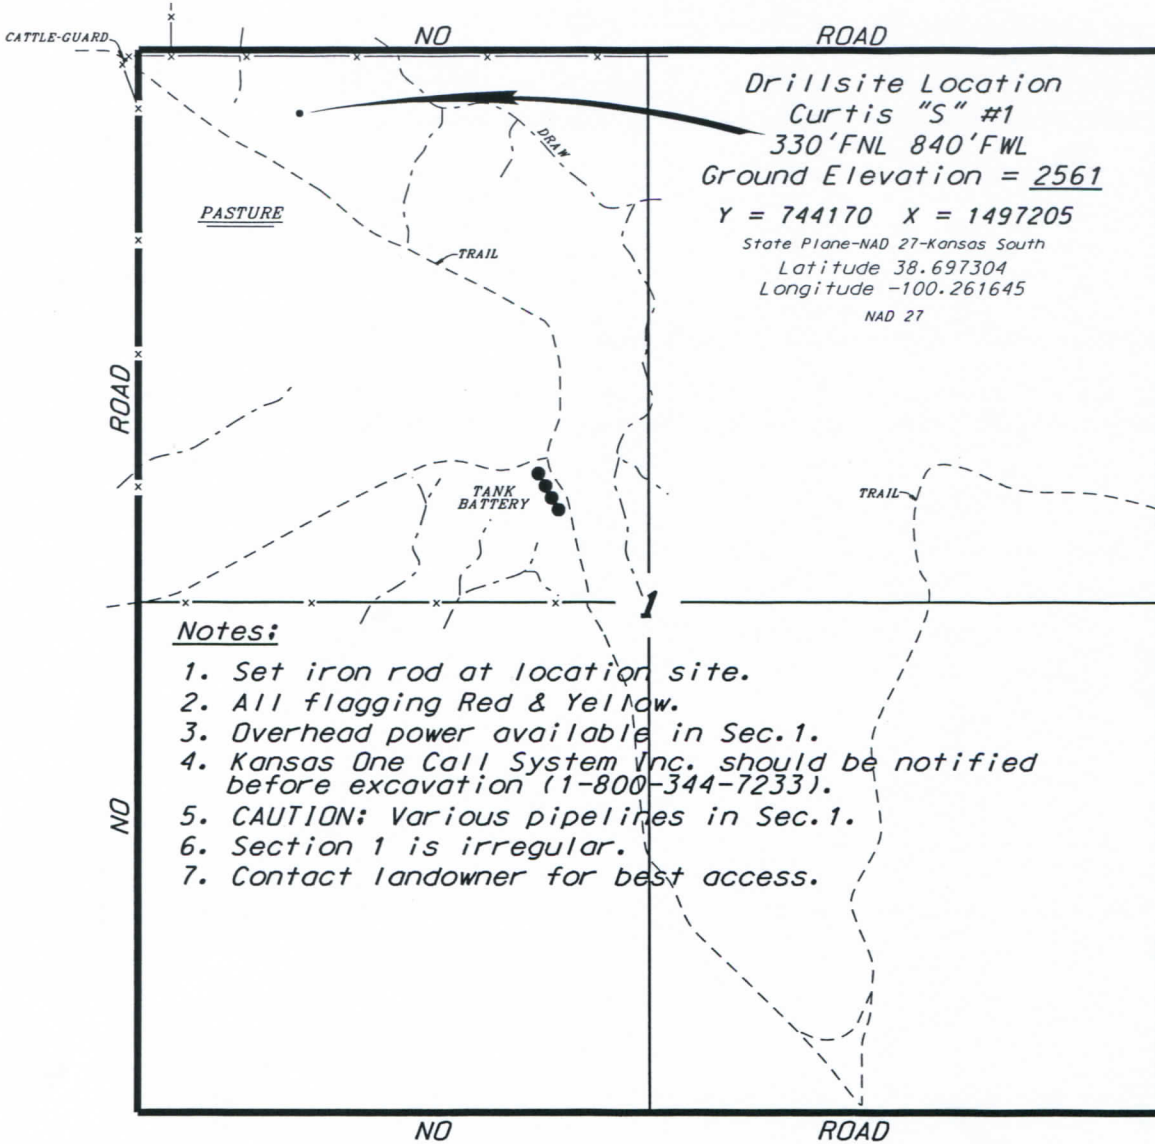 CATTLE-GUARD
NO ROAD
Drillsite Location
Curtis "S" #1
330'FNL 840'FWL
Ground Elevation = 2561
Y = 744170 X = 1497205
State Plane-NAD 27-Kansas South
Latitude 38.697304
Longitude -100.261645
NAD 27
DRAW
PASTURE
TRAIL
ROAD
TANK
BATTERY
TRAIL
1
Notes:
1. Set iron rod at location site.
2. All flagging Red & Yellow.
3. Overhead power available in Sec.1.
4. Kansas One Call System Inc. should be notified
before excavation (1-800-344-7233).
5. CAUTION: Various pipelines in Sec.1.
6. Section 1 is irregular.
7. Contact landowner for best access.
NO
NO ROAD